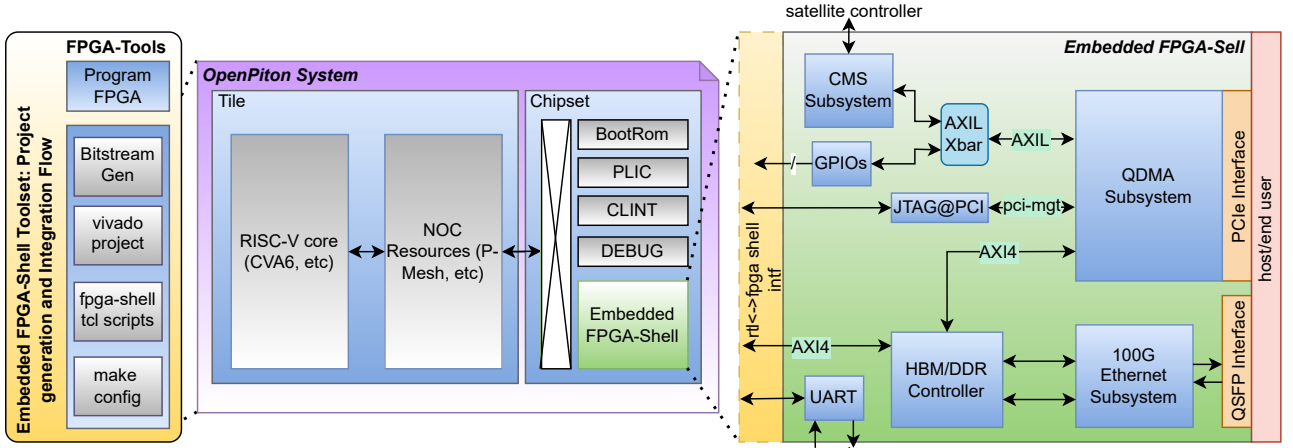 satellite controller
Embedded FPGA-Shell Toolset: Project
generation and Integration Flow
FPGA-Tools
Program
FPGA
Bitstream
Gen
vivado
project
fpga-shell
tcl scripts
make
config
OpenPiton System
Tile
RISC-V core
(CVA6, etc)
NOC
Resources (P-
Mesh, etc)
Chipset
BootRom
PLIC
CLINT
DEBUG
Embedded
FPGA-Shell
rtl<->fpga shell
intf
Embedded FPGA-Sell
CMS
Subsystem
AXIL
Xbar
AXIL
/
GPIOs
JTAG@PCI
pci-mgt
QDMA
Subsystem
PCIe Interface
AXI4
AXI4
HBM/DDR
Controller
100G
Ethernet
Subsystem
QSFP Interface
UART
host/end user